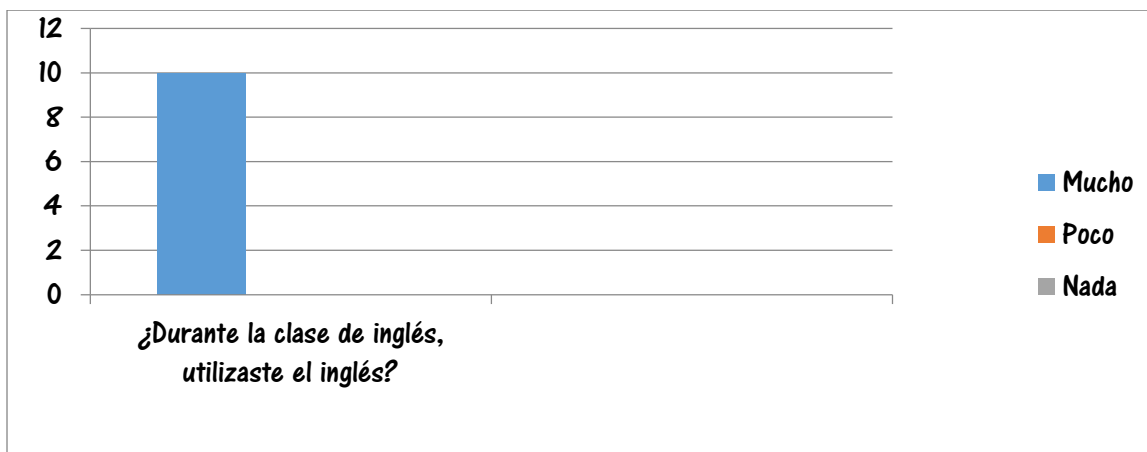 12
10
8
6
4
2
0
¿Durante la clase de inglés,
utilizaste el inglés?
Mucho
Poco
Nada